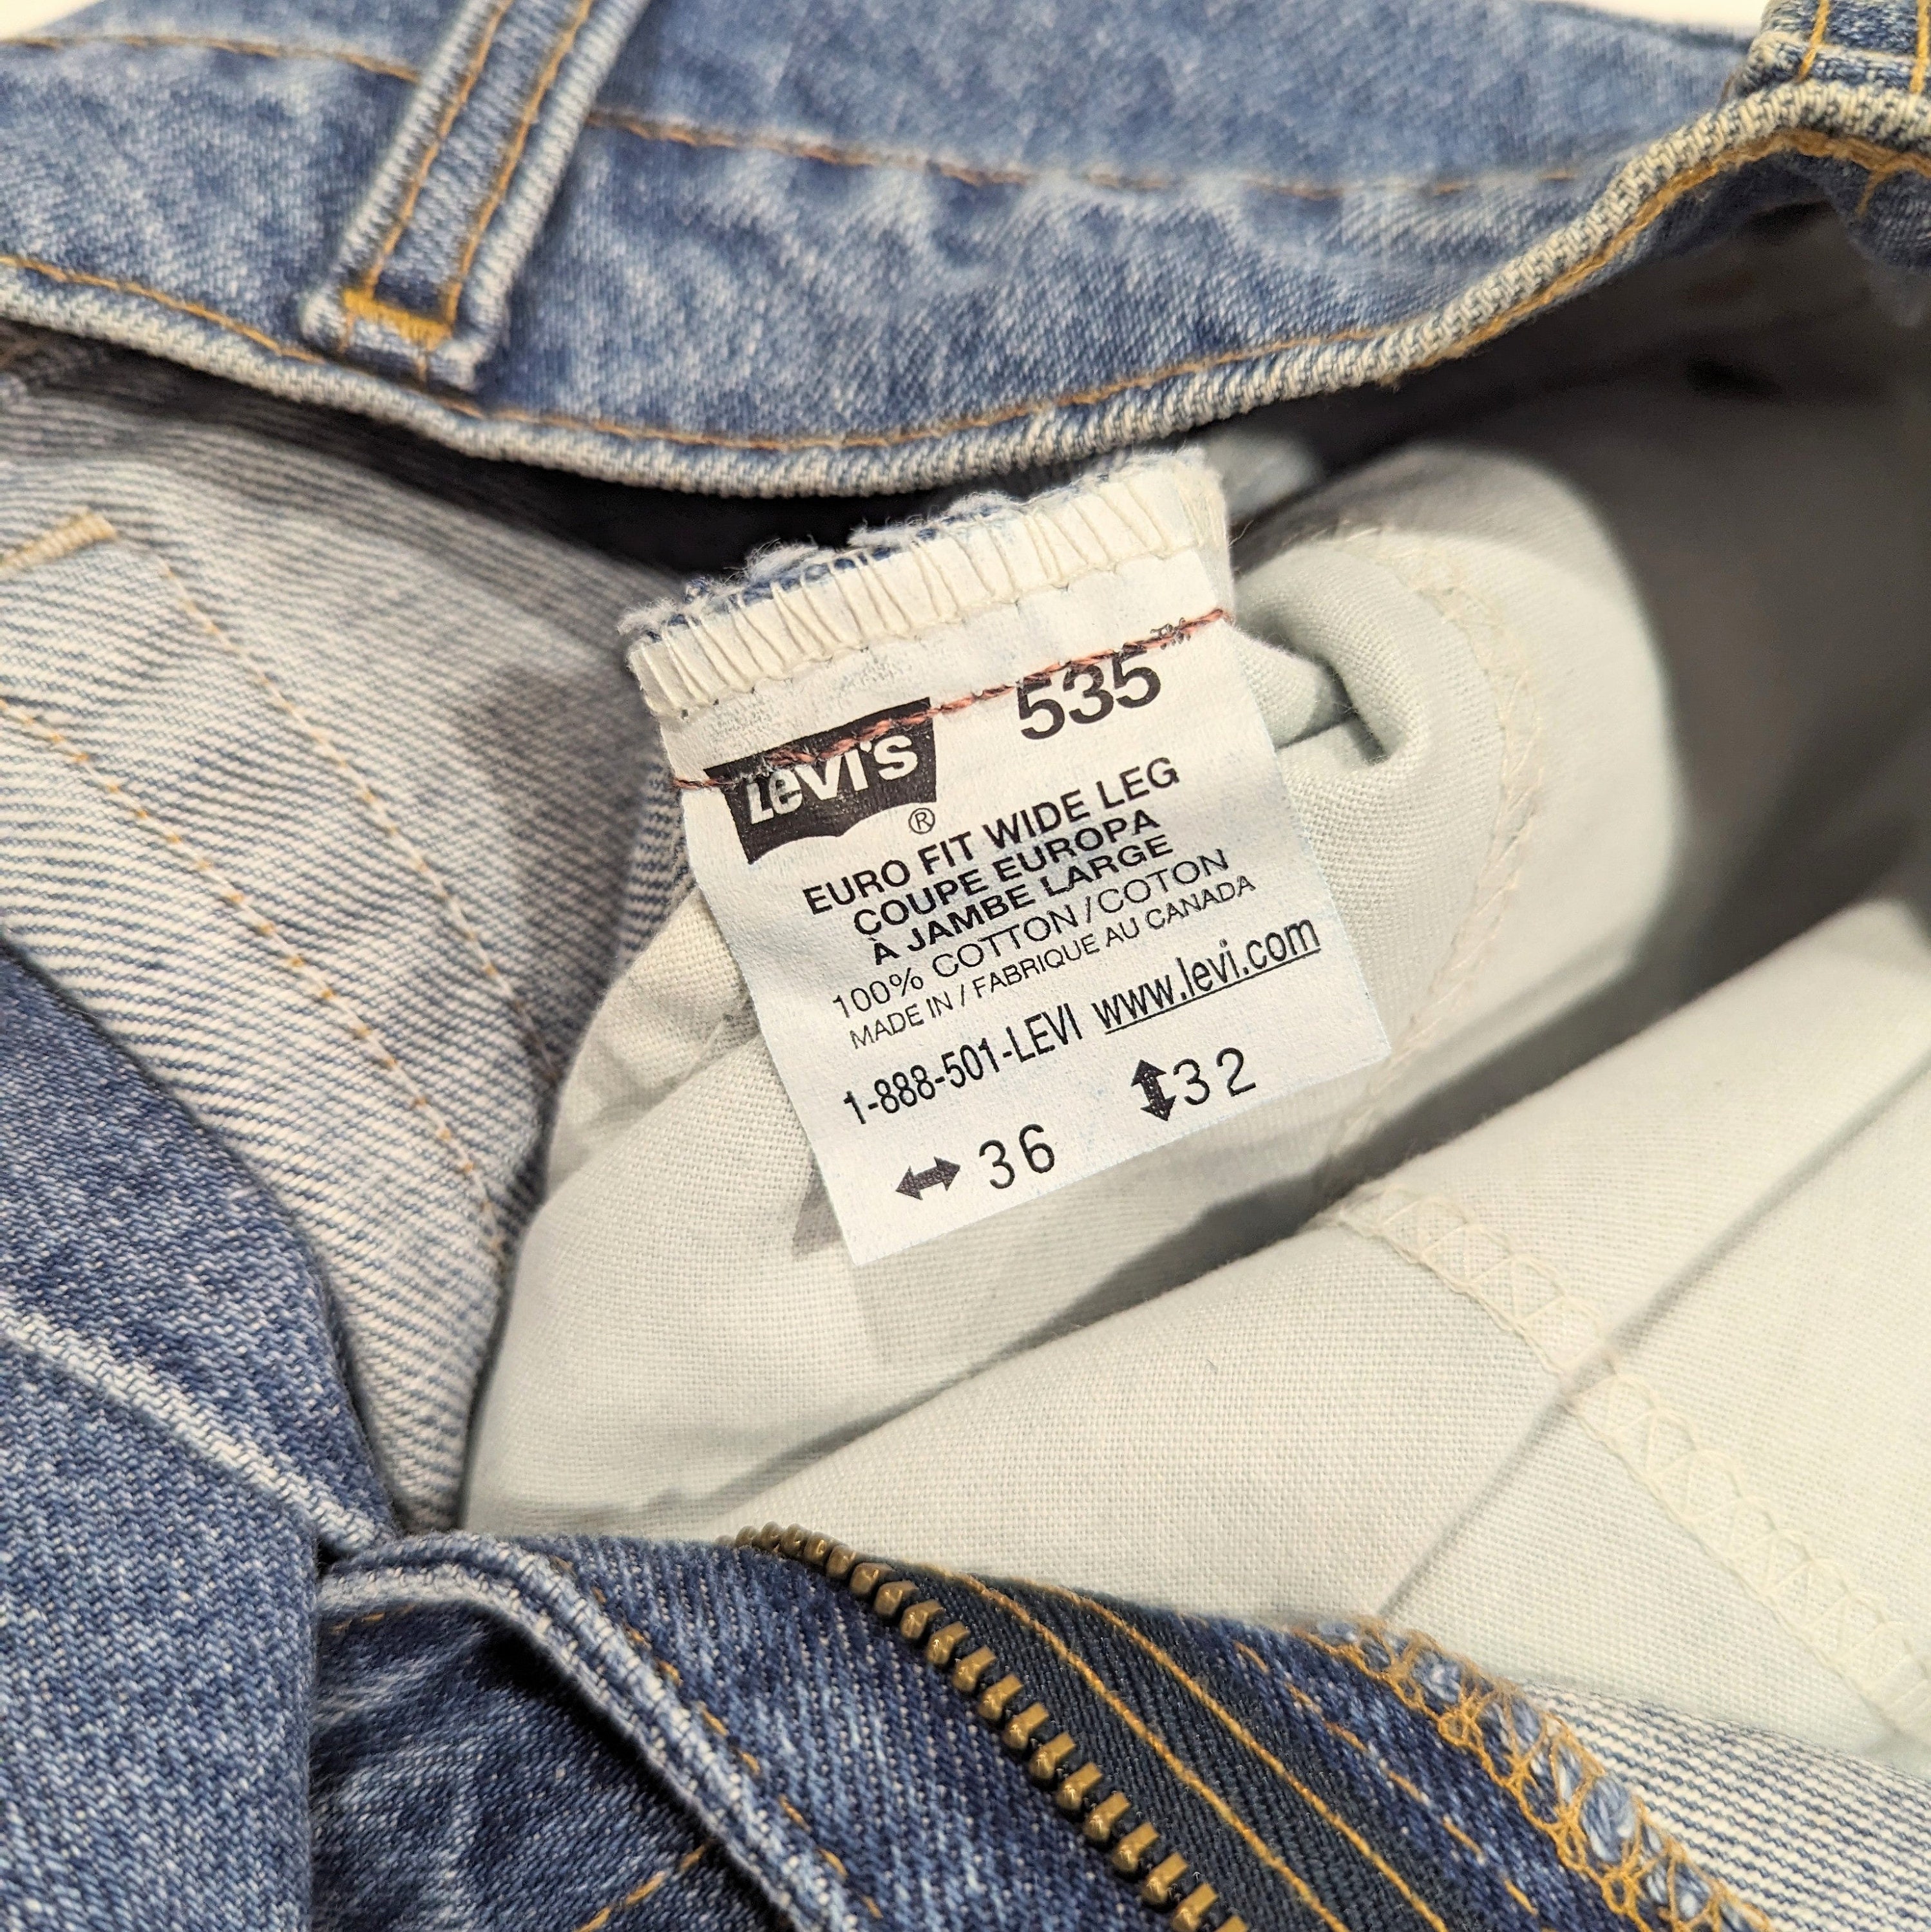 535™
Levi's
®
EURO FIT WIDE LEG
COUPE EUROPA
À JAMBE LARGE
100% COTTON / COTON
MADE IN / FABRIQUE AU CANADA
1-888-501-LEVI www.levi.com
↔ 36 ↕ 32